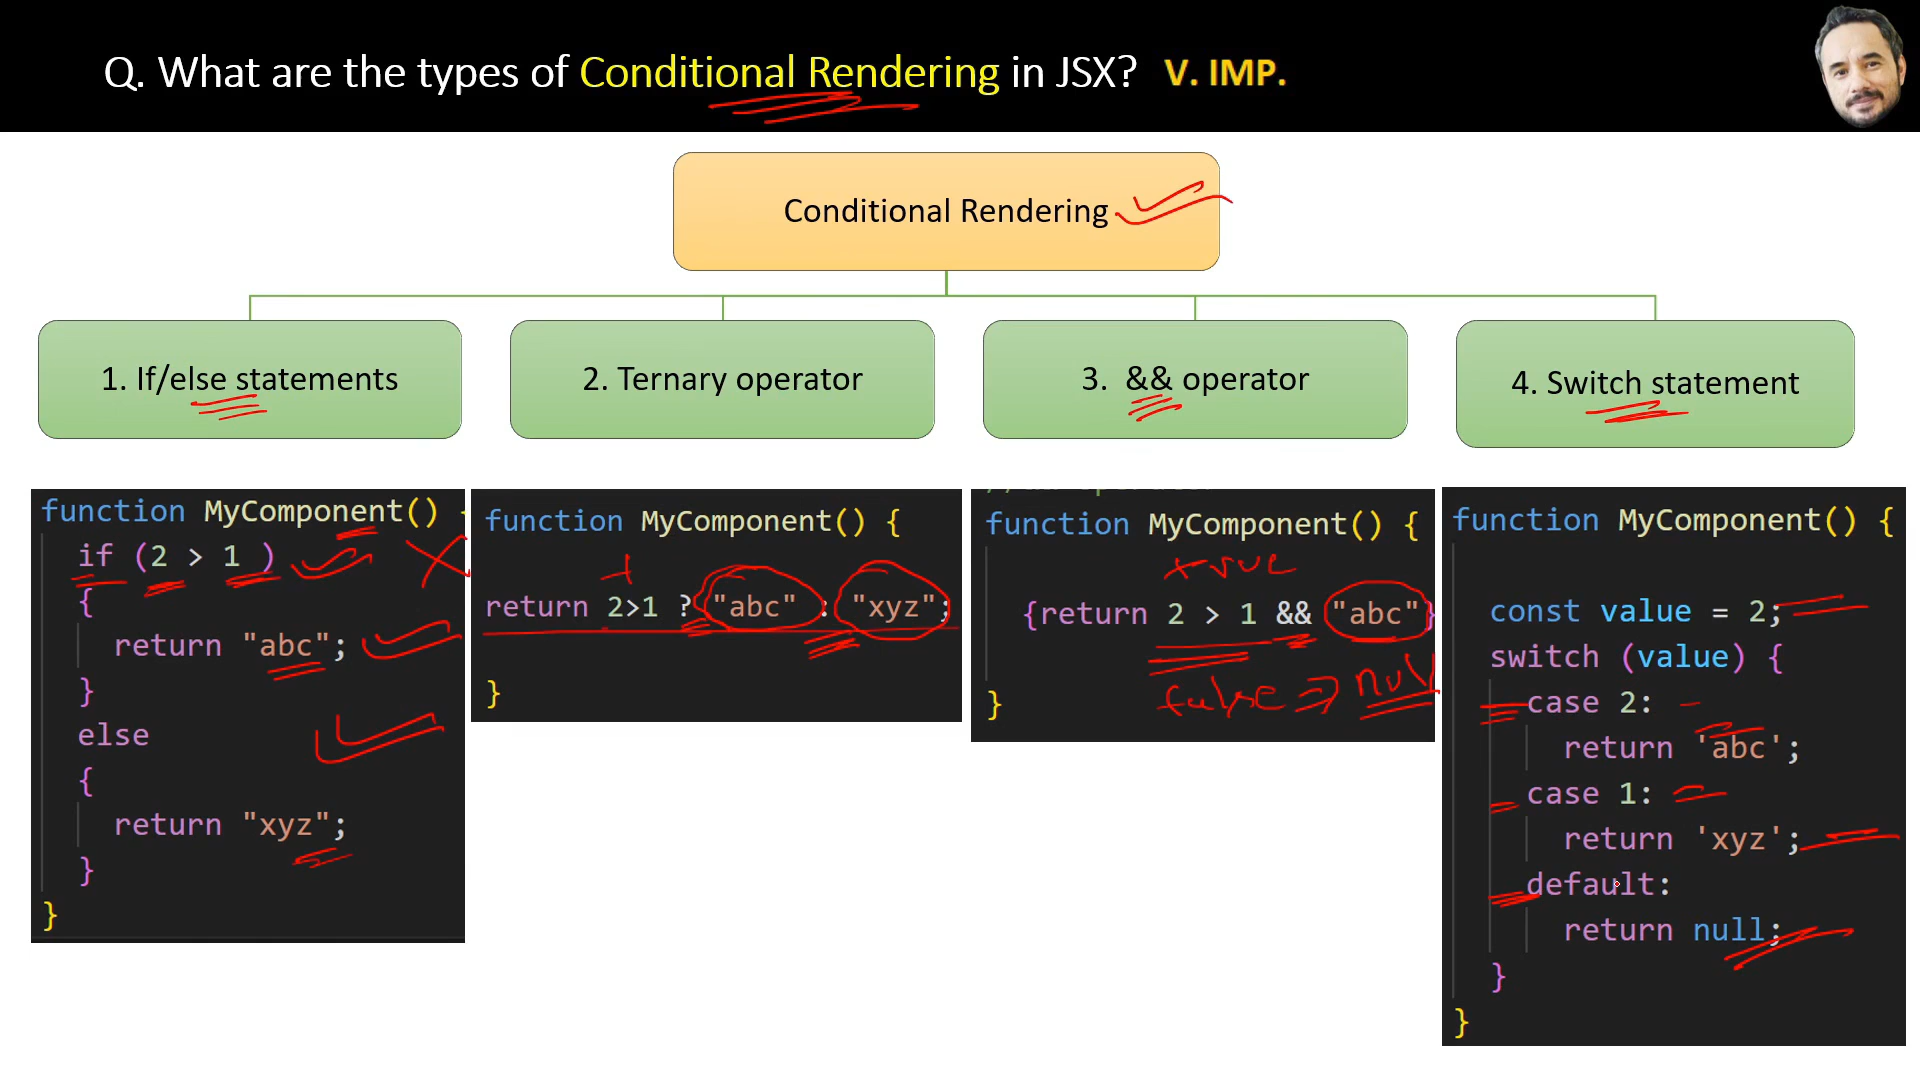 Q. What are the types of Conditional Rendering in JSX? V. IMP.
Conditional Rendering
1. If/else statements
2. Ternary operator
3. && operator
4. Switch statement
function MyComponent() {
if (2 > 1 )
{
return "abc";
}
else
{
return "xyz";
}
}
function MyComponent() {
return 2>1 ? "abc" : "xyz";
}
function MyComponent() {
true
{return 2 > 1 && "abc"}
false => null
}
function MyComponent() {
const value = 2;
switch (value) {
case 2:
return 'abc';
case 1:
return 'xyz';
default:
return null;
}
}